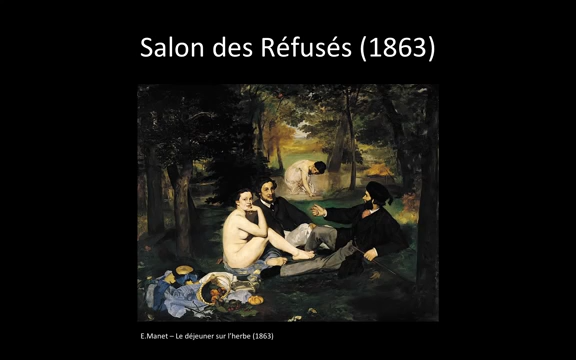 Salon des Réfusés (1863)
E.Manet – Le déjeuner sur l'herbe (1863)